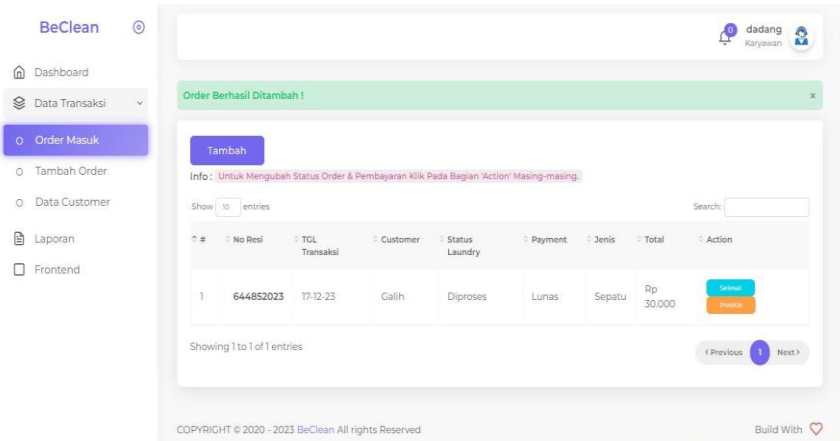 BeClean
0
dadang
Karyawan
Dashboard
Data Transaksi
Order Masuk
Tambah Order
Data Customer
Laporan
Frontend
Order Berhasil Ditambah !
x
Tambah
Info : Untuk Mengubah Status Order & Pembayaran Klik Pada Bagian 'Action' Masing-masing.
Show 10 entries
Search:
# No Resi TGL Transaksi Customer Status Laundry Payment Jenis Total Action
1 644852023 17-12-23 Galih Diproses Lunas Sepatu Rp 30.000 Selesai Invoice
Showing 1 to 1 of 1 entries
< Previous 1 Next >
COPYRIGHT © 2020 - 2023 BeClean All rights Reserved
Build With